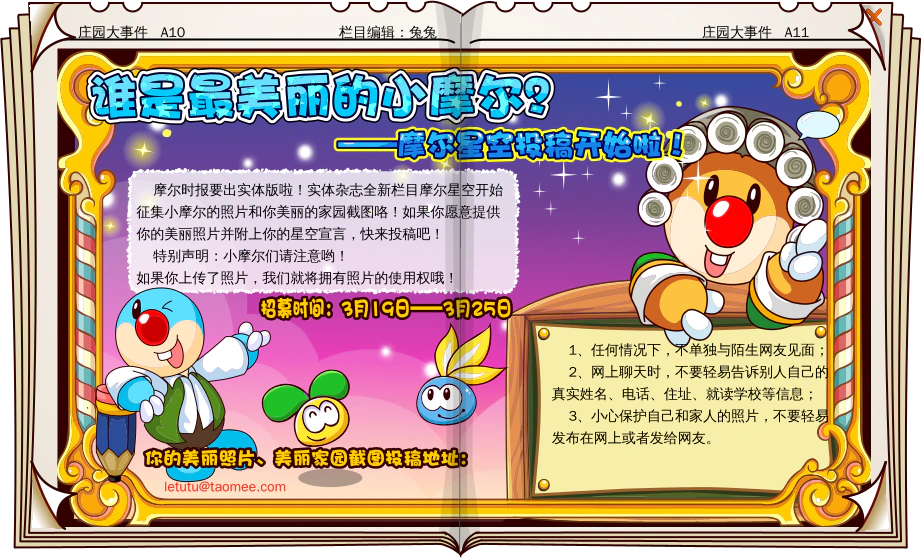 庄园大事件 A10
栏目编辑：兔兔
庄园大事件 A11
谁是最美丽的小摩尔？
——摩尔星空投稿开始啦！
摩尔时报要出实体版啦！实体杂志全新栏目摩尔星空开始
征集小摩尔的照片和你美丽的家园截图咯！如果你愿意提供
你的美丽照片并附上你的星空宣言，快来投稿吧！
特别声明：小摩尔们请注意哟！
如果你上传了照片，我们就将拥有照片的使用权哦！
招募时间：3月19日——3月25日
1、任何情况下，不单独与陌生网友见面；
2、网上聊天时，不要轻易告诉别人自己的
真实姓名、电话、住址、就读学校等信息；
3、小心保护自己和家人的照片，不要轻易
发布在网上或者发给网友。
你的美丽照片、美丽家园截图投稿地址：
letutu@taomee.com